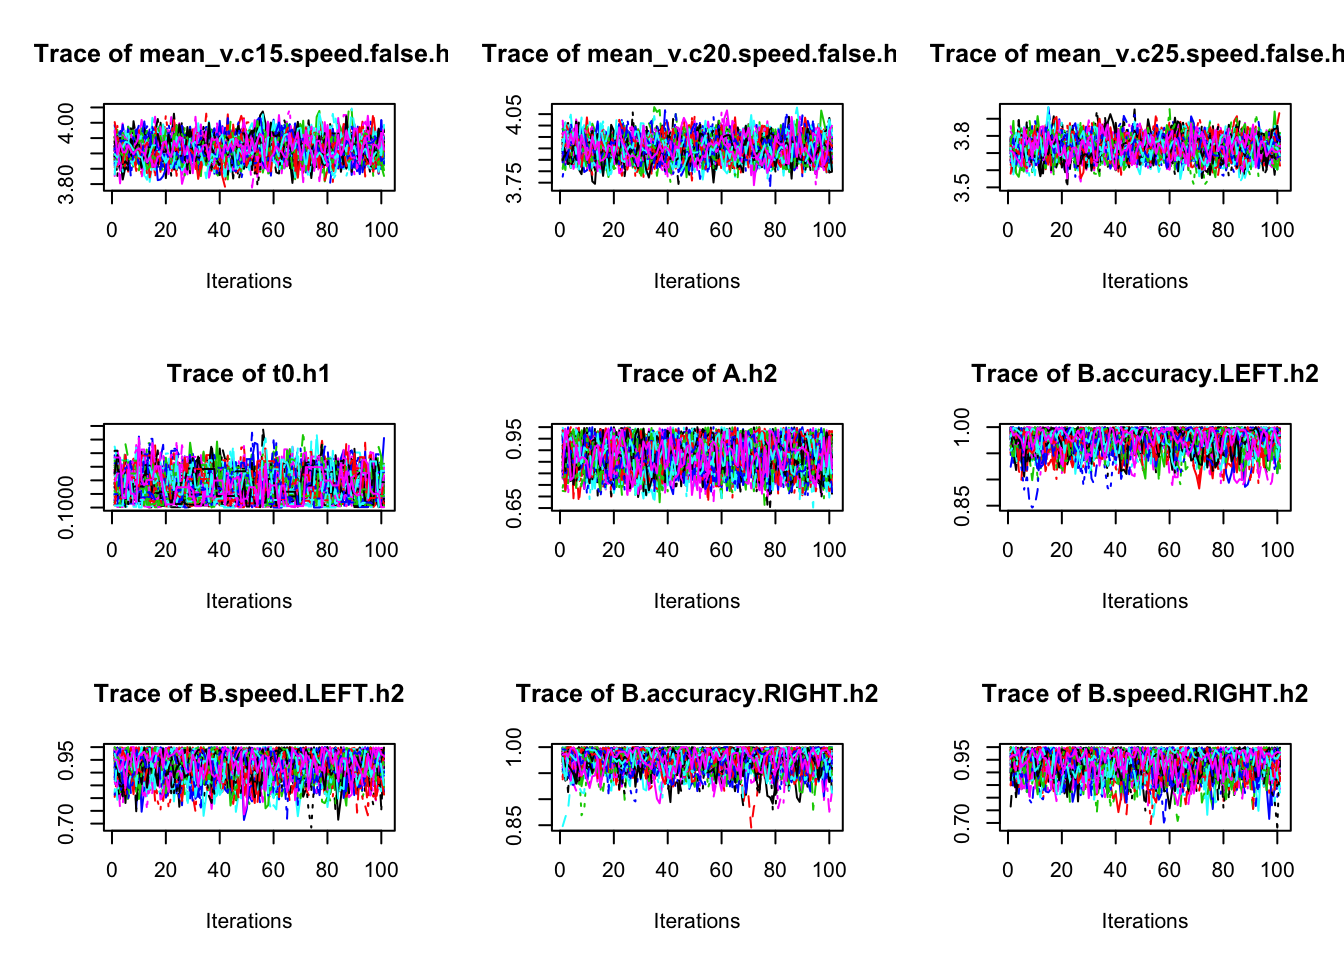 Trace of mean_v.c15.speed.false.h
Trace of mean_v.c20.speed.false.h
Trace of mean_v.c25.speed.false.h
4.00
3.80
0 20 40 60 80 100
Iterations
4.05
3.75
0 20 40 60 80 100
Iterations
3.8
3.5
0 20 40 60 80 100
Iterations
Trace of t0.h1
Trace of A.h2
Trace of B.accuracy.LEFT.h2
0.1000
0 20 40 60 80 100
Iterations
0.95
0.65
0 20 40 60 80 100
Iterations
1.00
0.85
0 20 40 60 80 100
Iterations
Trace of B.speed.LEFT.h2
Trace of B.accuracy.RIGHT.h2
Trace of B.speed.RIGHT.h2
0.95
0.70
0 20 40 60 80 100
Iterations
1.00
0.85
0 20 40 60 80 100
Iterations
0.95
0.70
0 20 40 60 80 100
Iterations